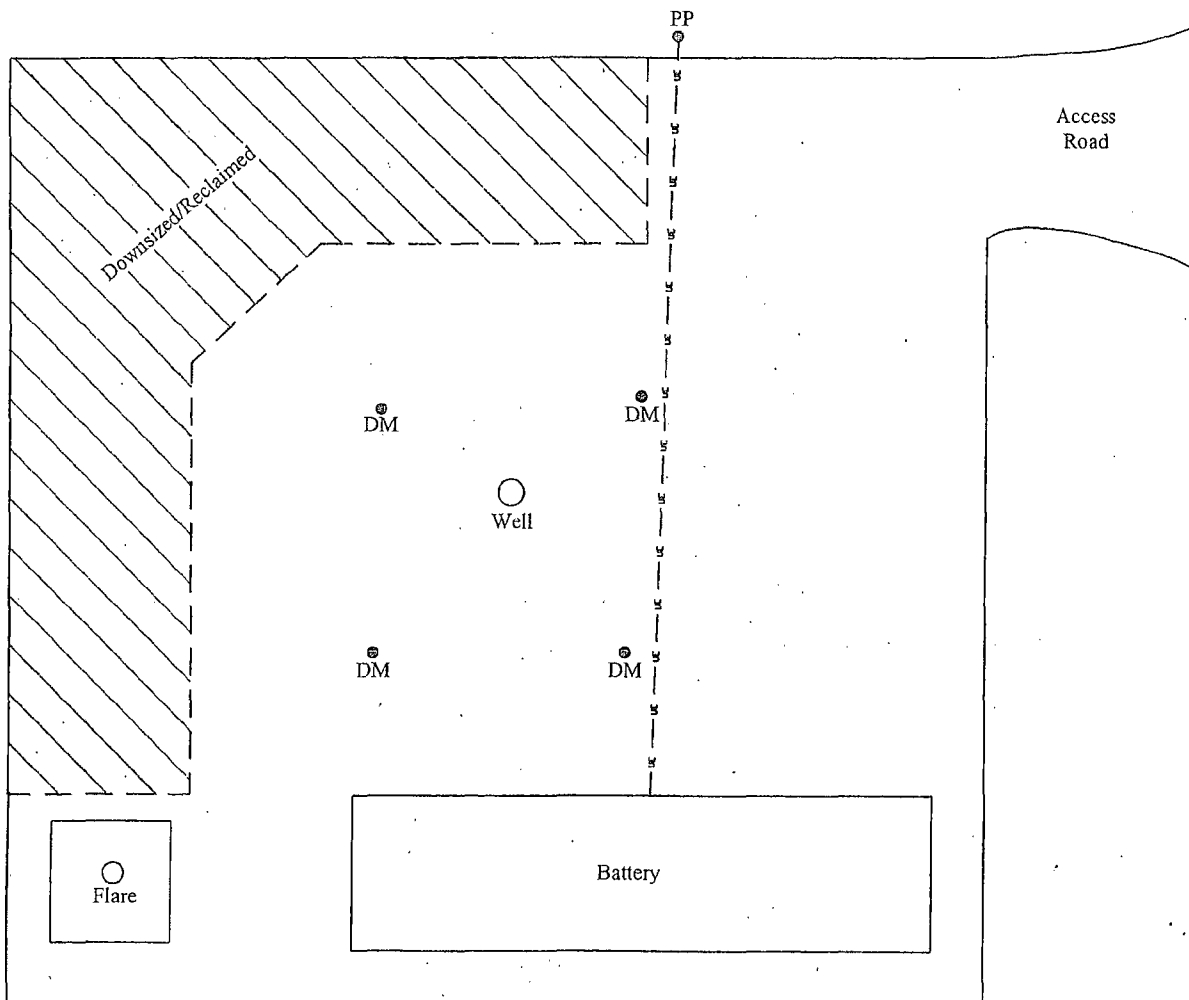 PP
Access
Road
Downsized/Reclaimed
DM
DM
Well
DM
DM
Flare
Battery